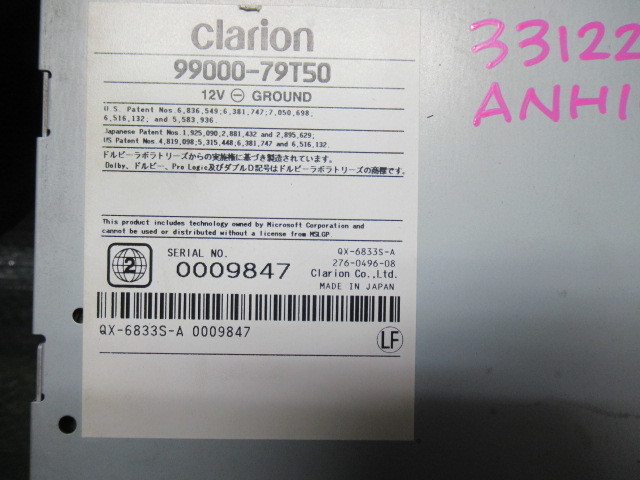 clarion
99000-79T50
12V ⊖ GROUND
U.S. Patent Nos. 6,836,549; 6,381,747; 7,050,698;
6,516,132, and 5,583,936.
Japanese Patent Nos. 1,925,090; 2,881,432 and 2,895,629;
US Patent Nos. 4,819,098; 5,315,448; 6,381,747 and 6,516,132.
ドルビーラボラトリーズからの実施権に基づき製造されています。
Dolby、ドルビー、Pro Logic及びダブルD記号はドルビーラボラトリーズの商標です。
This product includes technology owned by Microsoft Corporation and
cannot be used or distributed without a license from MSLGP.
2
SERIAL NO.
0009847
QX-6833S-A
276-0496-08
Clarion Co.,Ltd.
MADE IN JAPAN
QX-6833S-A 0009847
LF
33122
ANH1